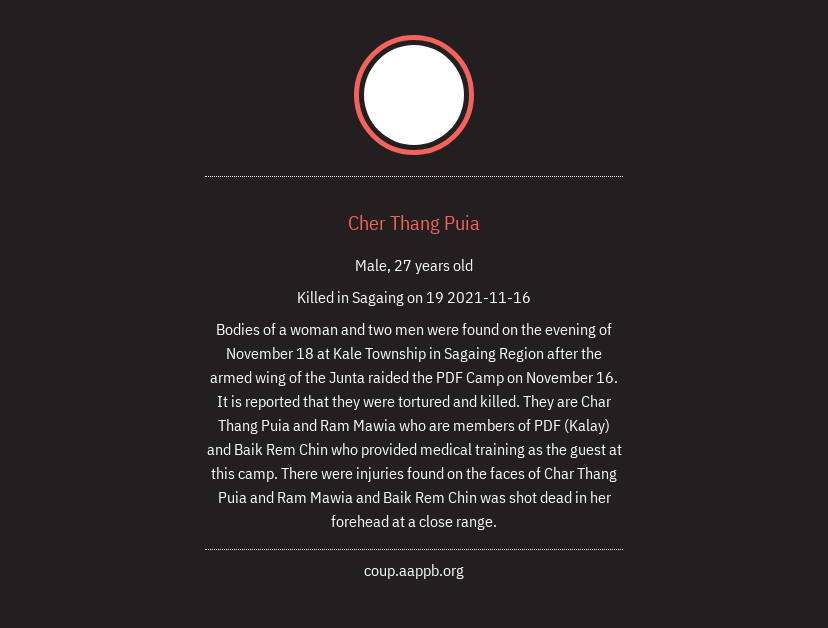 Cher Thang Puia
Male, 27 years old
Killed in Sagaing on 19 2021-11-16
Bodies of a woman and two men were found on the evening of
November 18 at Kale Township in Sagaing Region after the
armed wing of the Junta raided the PDF Camp on November 16.
It is reported that they were tortured and killed. They are Char
Thang Puia and Ram Mawia who are members of PDF (Kalay)
and Baik Rem Chin who provided medical training as the guest at
this camp. There were injuries found on the faces of Char Thang
Puia and Ram Mawia and Baik Rem Chin was shot dead in her
forehead at a close range.
coup.aappb.org